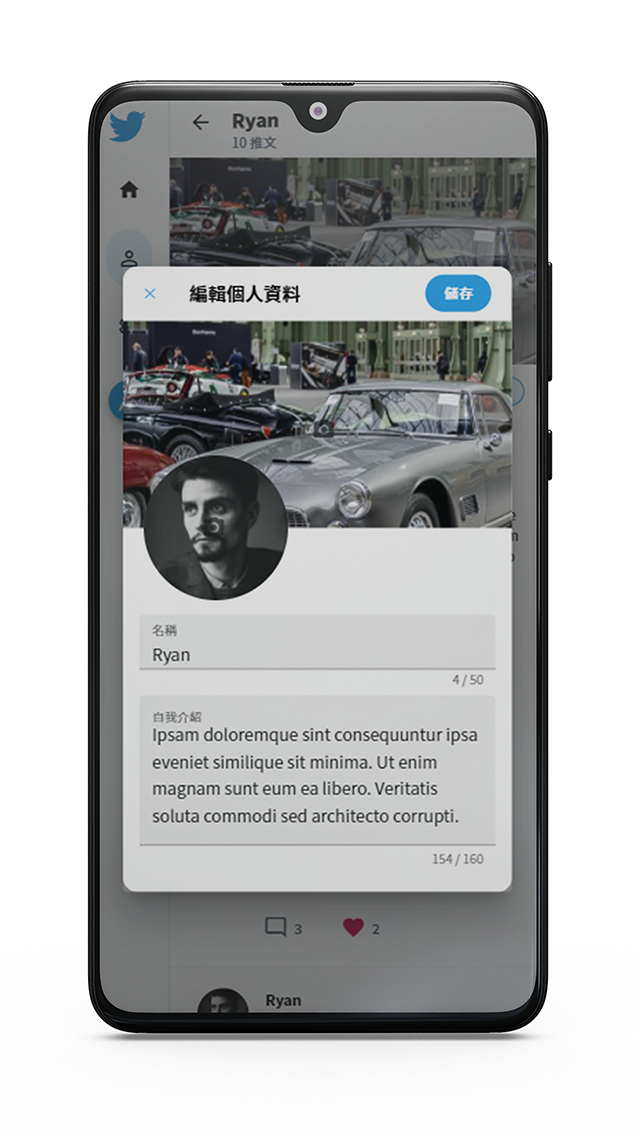 Ryan
10 推文
編輯個人資料
儲存
名稱
Ryan
4 / 50
自我介紹
Ipsam doloremque sint consequuntur ipsa
eveniet similique sit minima. Ut enim
magnam sunt eum ea libero. Veritatis
soluta commodi sed architecto corrupti.
154 / 160
3
2
Ryan